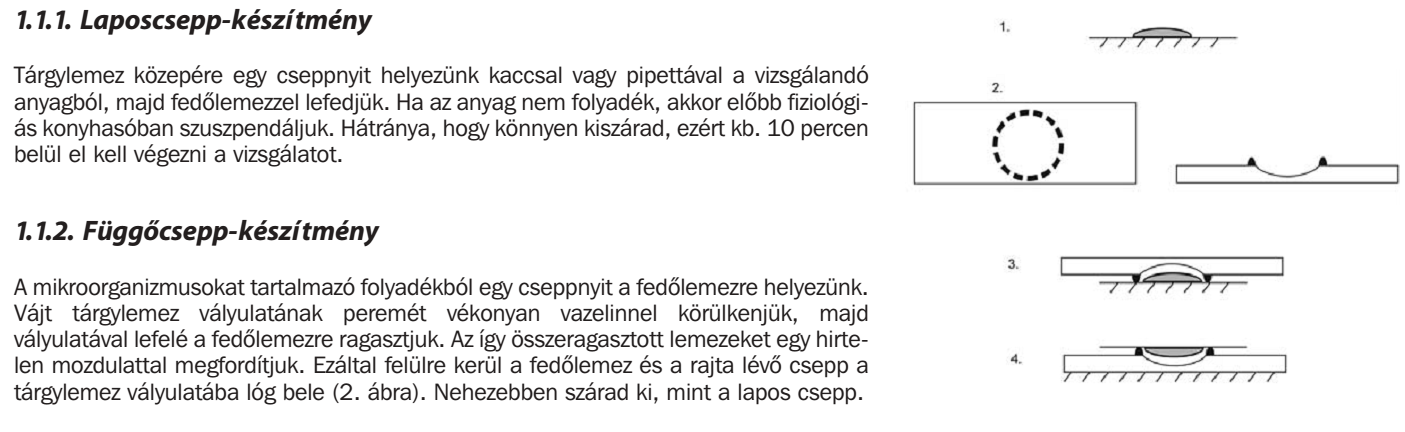 1.1.1. Laposcsepp-készítmény
Tárgylemez közepére egy cseppnyit helyezünk kaccsal vagy pipettával a vizsgálandó
anyagból, majd fedőlemezzel lefedjük. Ha az anyag nem folyadék, akkor előbb fiziológi-
ás konyhasóban szuszpendáljuk. Hátránya, hogy könnyen kiszárad, ezért kb. 10 percen
belül el kell végezni a vizsgálatot.
1.1.2. Függőcsepp-készítmény
A mikroorganizmusokat tartalmazó folyadékból egy cseppnyit a fedőlemezre helyezünk.
Vájt tárgylemez vályulatának peremét vékonyan vazelinnel körülkenjük, majd
vályulatával lefelé a fedőlemezre ragasztjuk. Az így összeragasztott lemezeket egy hirte-
len mozdulattal megfordítjuk. Ezáltal felülre kerül a fedőlemez és a rajta lévő csepp a
tárgylemez vályulatába lóg bele (2. ábra). Nehezebben szárad ki, mint a lapos csepp.
1.
2.
3.
4.